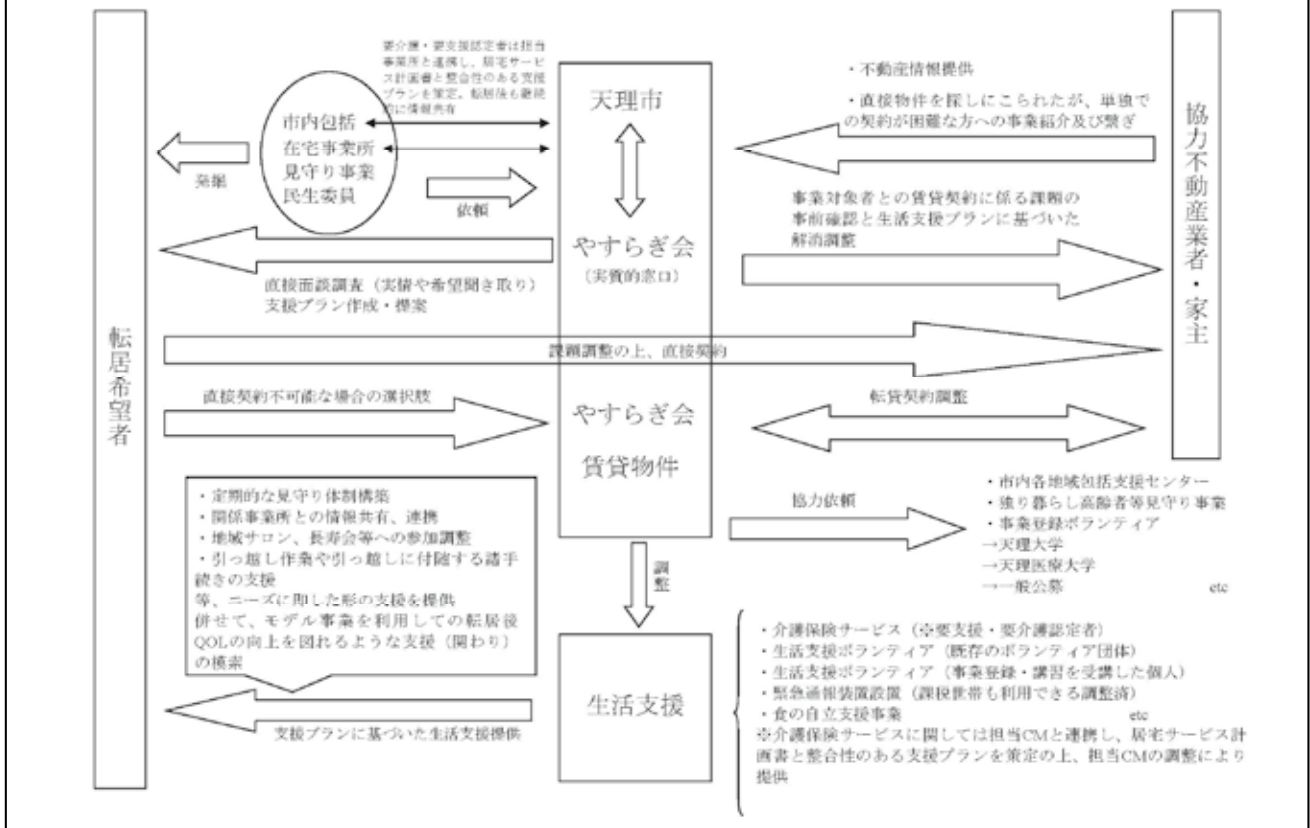 転居希望者
要介護・要支援認定者は担当
事業所と連携し、居宅サービ
ス計画書と整合性のある支援
プランを策定。転居後も継続
的に情報共有
市内包括
在宅事業所
見守り事業
民生委員
発掘
依頼
天理市
やすらぎ会
（実質的窓口）
・不動産情報提供
・直接物件を探しにこられたが、単独で
の契約が困難な方への事業紹介及び繋ぎ
事業対象者との賃貸契約に係る課題の
事前確認と生活支援プランに基づいた
解消調整
協力不動産業者・家主
直接面談調査（実情や希望聞き取り）
支援プラン作成・提案
課題調整の上、直接契約
直接契約不可能な場合の選択肢
やすらぎ会
賃貸物件
転貸契約調整
・定期的な見守り体制構築
・関係事業所との情報共有、連携
・地域サロン、長寿会等への参加調整
・引っ越し作業や引っ越しに付随する諸手
続きの支援
等、ニーズに即した形の支援を提供
併せて、モデル事業を利用しての転居後
QOLの向上を図れるような支援（関わり）
の模索
協力依頼
・市内各地域包括支援センター
・独り暮らし高齢者等見守り事業
・事業登録ボランティア
→天理大学
→天理医療大学
→一般公募 etc
調整
生活支援
支援プランに基づいた生活支援提供
・介護保険サービス（※要支援・要介護認定者）
・生活支援ボランティア（既存のボランティア団体）
・生活支援ボランティア（事業登録・講習を受講した個人）
・緊急通報装置設置（課税世帯も利用できる調整済）
・食の自立支援事業 etc
※介護保険サービスに関しては担当CMと連携し、居宅サービス計
画書と整合性のある支援プランを策定の上、担当CMの調整により
提供